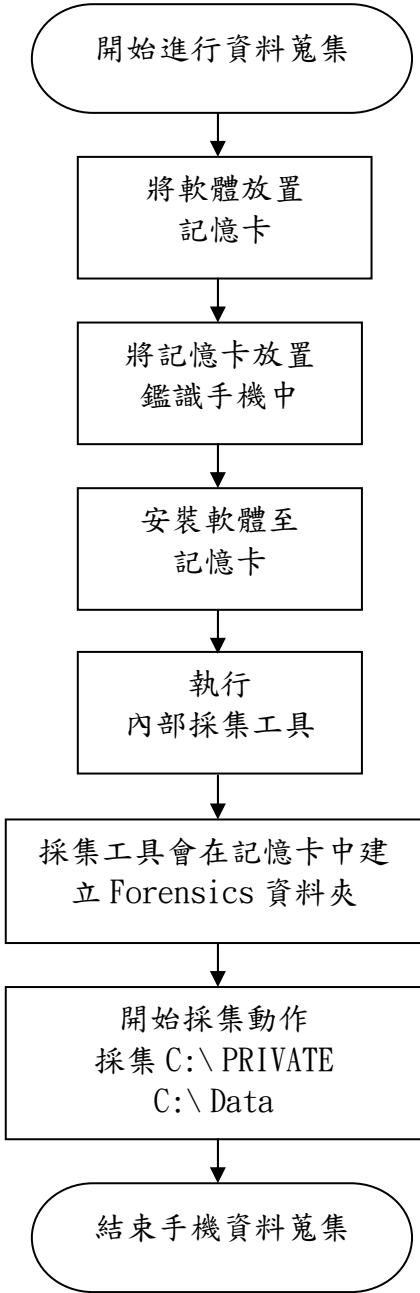 開始進行資料蒐集
將軟體放置
記憶卡
將記憶卡放置
鑑識手機中
安裝軟體至
記憶卡
執行
內部採集工具
採集工具會在記憶卡中建
立 Forensics 資料夾
開始採集動作
採集 C:\PRIVATE
C:\Data
結束手機資料蒐集